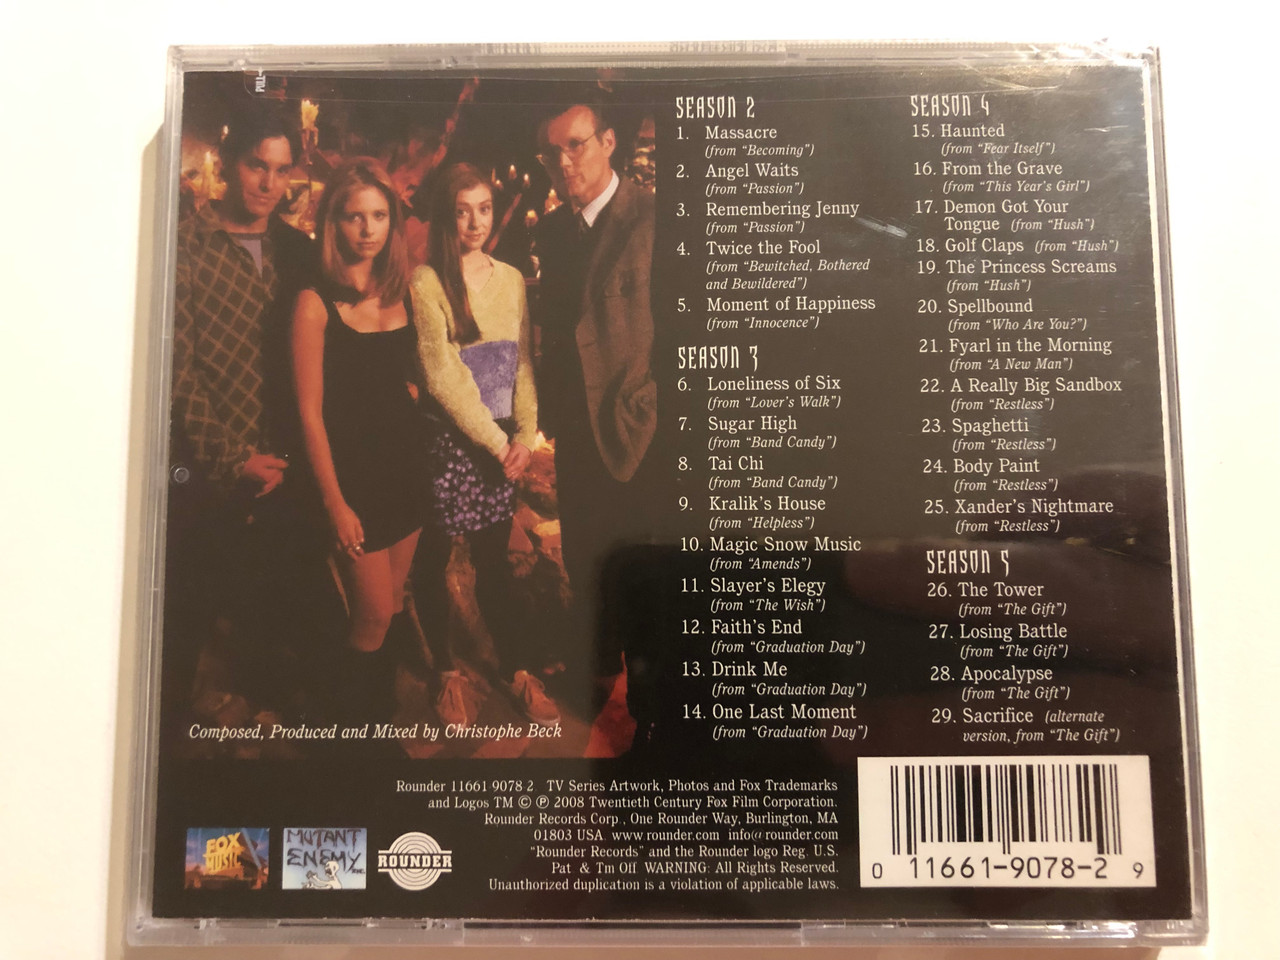 PULL
SEASON 2
1. Massacre
(from "Becoming")
2. Angel Waits
(from "Passion")
3. Remembering Jenny
(from "Passion")
4. Twice the Fool
(from "Bewitched, Bothered
and Bewildered")
5. Moment of Happiness
(from "Innocence")
SEASON 3
6. Loneliness of Six
(from "Lover's Walk")
7. Sugar High
(from "Band Candy")
8. Tai Chi
(from "Band Candy")
9. Kralik's House
(from "Helpless")
10. Magic Snow Music
(from "Amends")
11. Slayer's Elegy
(from "The Wish")
12. Faith's End
(from "Graduation Day")
13. Drink Me
(from "Graduation Day")
14. One Last Moment
(from "Graduation Day")
SEASON 4
15. Haunted
(from "Fear Itself")
16. From the Grave
(from "This Year's Girl")
17. Demon Got Your
Tongue (from "Hush")
18. Golf Claps (from "Hush")
19. The Princess Screams
(from "Hush")
20. Spellbound
(from "Who Are You?")
21. Fyarl in the Morning
(from "A New Man")
22. A Really Big Sandbox
(from "Restless")
23. Spaghetti
(from "Restless")
24. Body Paint
(from "Restless")
25. Xander's Nightmare
(from "Restless")
SEASON 5
26. The Tower
(from "The Gift")
27. Losing Battle
(from "The Gift")
28. Apocalypse
(from "The Gift")
29. Sacrifice (alternate
version, from "The Gift")
Composed, Produced and Mixed by Christophe Beck
Rounder 11661 9078 2 TV Series Artwork, Photos and Fox Trademarks
and Logos TM © ℗ 2008 Twentieth Century Fox Film Corporation.
Rounder Records Corp , One Rounder Way, Burlington, MA
01803 USA www.rounder.com info@rounder.com
"Rounder Records" and the Rounder logo Reg. U.S.
Pat & Tm Off WARNING: All Rights Reserved.
Unauthorized duplication is a violation of applicable laws.
FOX
MUSIC
MUTANT
ENEMY INC.
ROUNDER
0 11661-9078-2 9